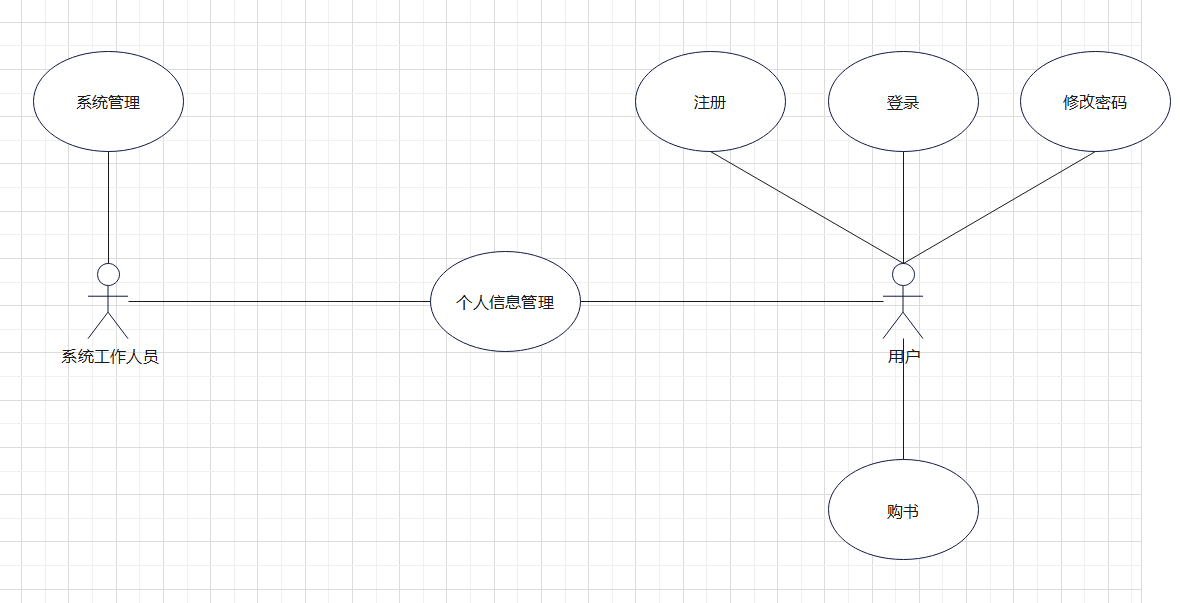 系统管理
注册
登录
修改密码
个人信息管理
系统工作人员
用户
购书